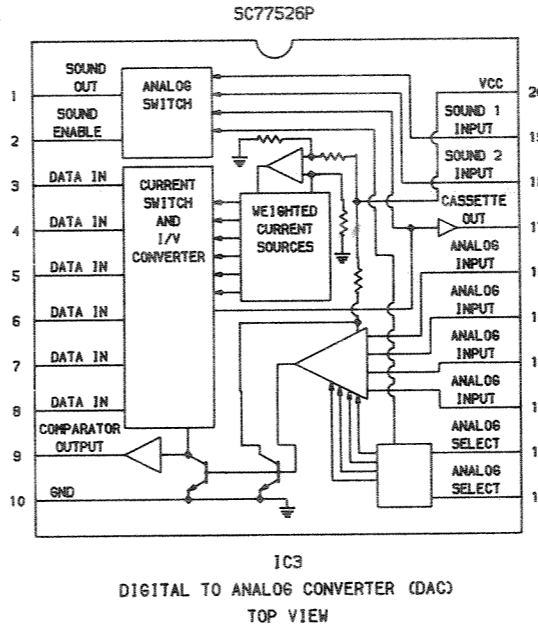 SC77526P
SOUND OUT
1
SOUND ENABLE
2
DATA IN
3
DATA IN
4
DATA IN
5
DATA IN
6
DATA IN
7
DATA IN
8
COMPARATOR OUTPUT
9
GND
10
ANALOG
SWITCH
CURRENT
SWITCH
AND
I/V
CONVERTER
WEIGHTED
CURRENT
SOURCES
VCC
SOUND 1
INPUT
SOUND 2
INPUT
CASSETTE
OUT
ANALOG
INPUT
ANALOG
INPUT
ANALOG
INPUT
ANALOG
INPUT
ANALOG
SELECT
ANALOG
SELECT
IC3
DIGITAL TO ANALOG CONVERTER (DAC)
TOP VIEW